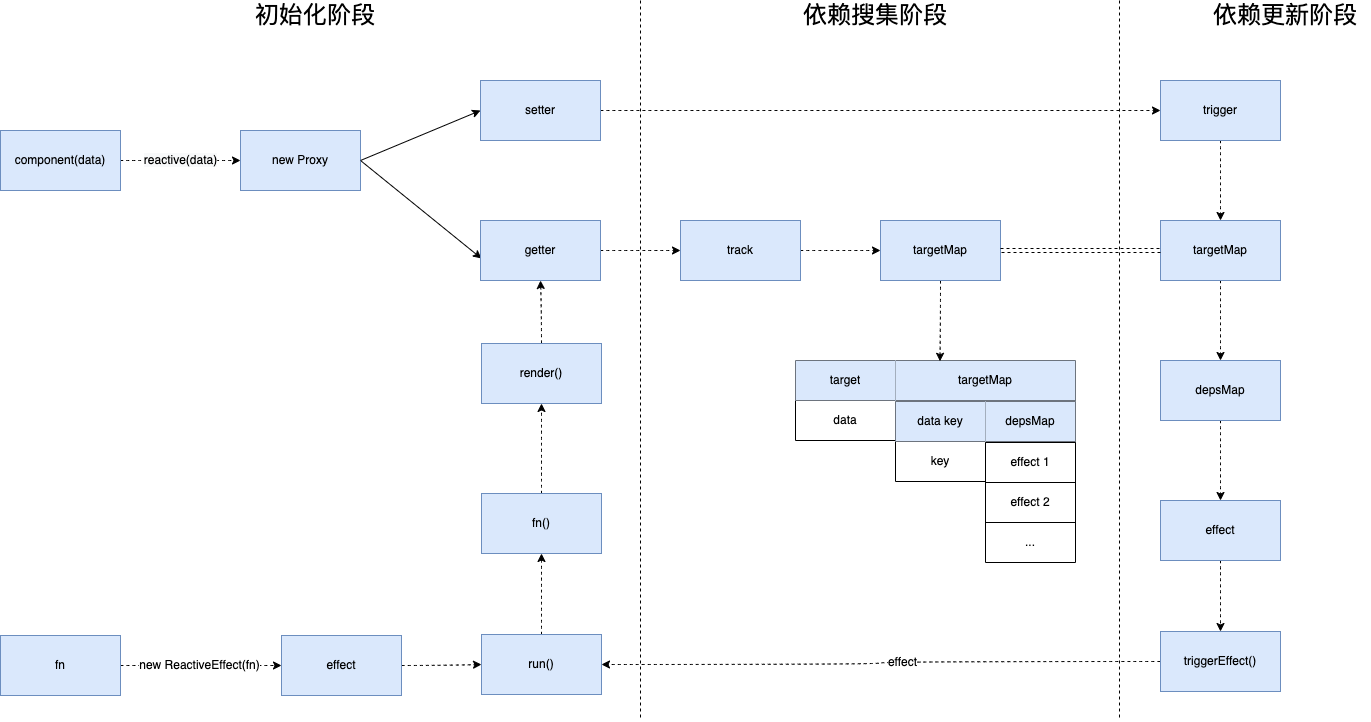 初始化阶段
依赖搜集阶段
依赖更新阶段
setter
trigger
component(data)
reactive(data)
new Proxy
getter
track
targetMap
targetMap
render()
target
targetMap
depsMap
data
data key
depsMap
key
effect 1
effect 2
...
fn()
effect
fn
new ReactiveEffect(fn)
effect
run()
effect
triggerEffect()